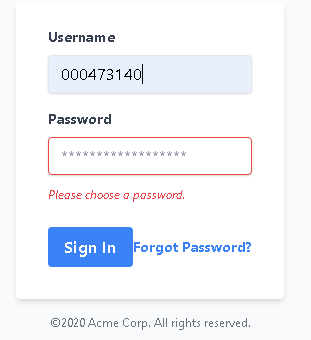 Username
000473140
Password
*******************
Please choose a password.
Sign In Forgot Password?
©2020 Acme Corp. All rights reserved.